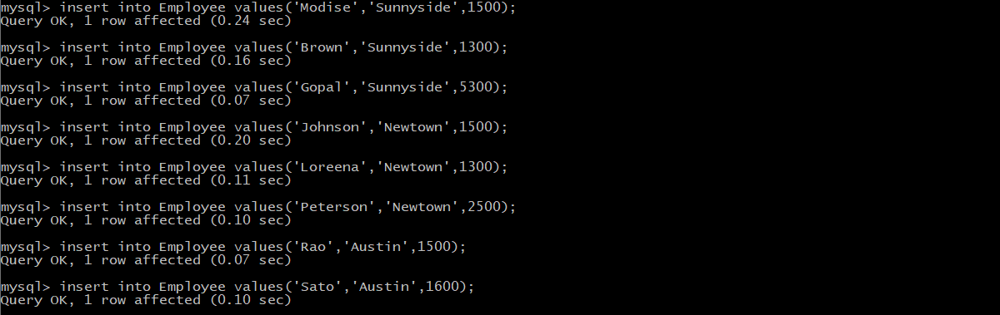 mysql> insert into Employee values('Modise','Sunnyside',1500);
Query OK, 1 row affected (0.24 sec)
mysql> insert into Employee values('Brown','Sunnyside',1300);
Query OK, 1 row affected (0.16 sec)
mysql> insert into Employee values('Gopal','Sunnyside',5300);
Query OK, 1 row affected (0.07 sec)
mysql> insert into Employee values('Johnson','Newtown',1500);
Query OK, 1 row affected (0.20 sec)
mysql> insert into Employee values('Loreena','Newtown',1300);
Query OK, 1 row affected (0.11 sec)
mysql> insert into Employee values('Peterson','Newtown',2500);
Query OK, 1 row affected (0.10 sec)
mysql> insert into Employee values('Rao','Austin',1500);
Query OK, 1 row affected (0.07 sec)
mysql> insert into Employee values('Sato','Austin',1600);
Query OK, 1 row affected (0.10 sec)